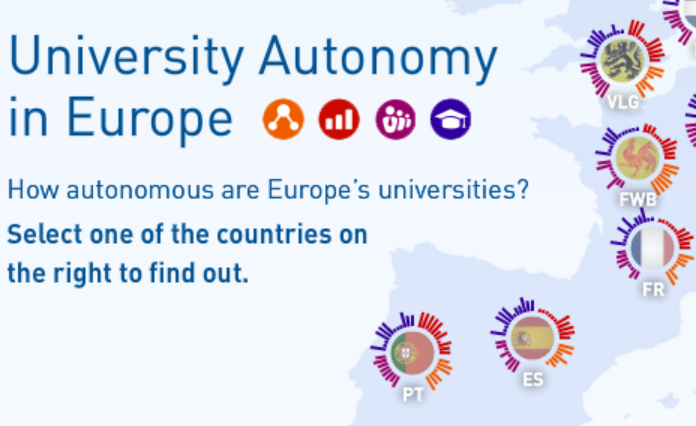 University Autonomy
in Europe
How autonomous are Europe's universities?
Select one of the countries on
the right to find out.
VLG
FWB
FR
ES
PT